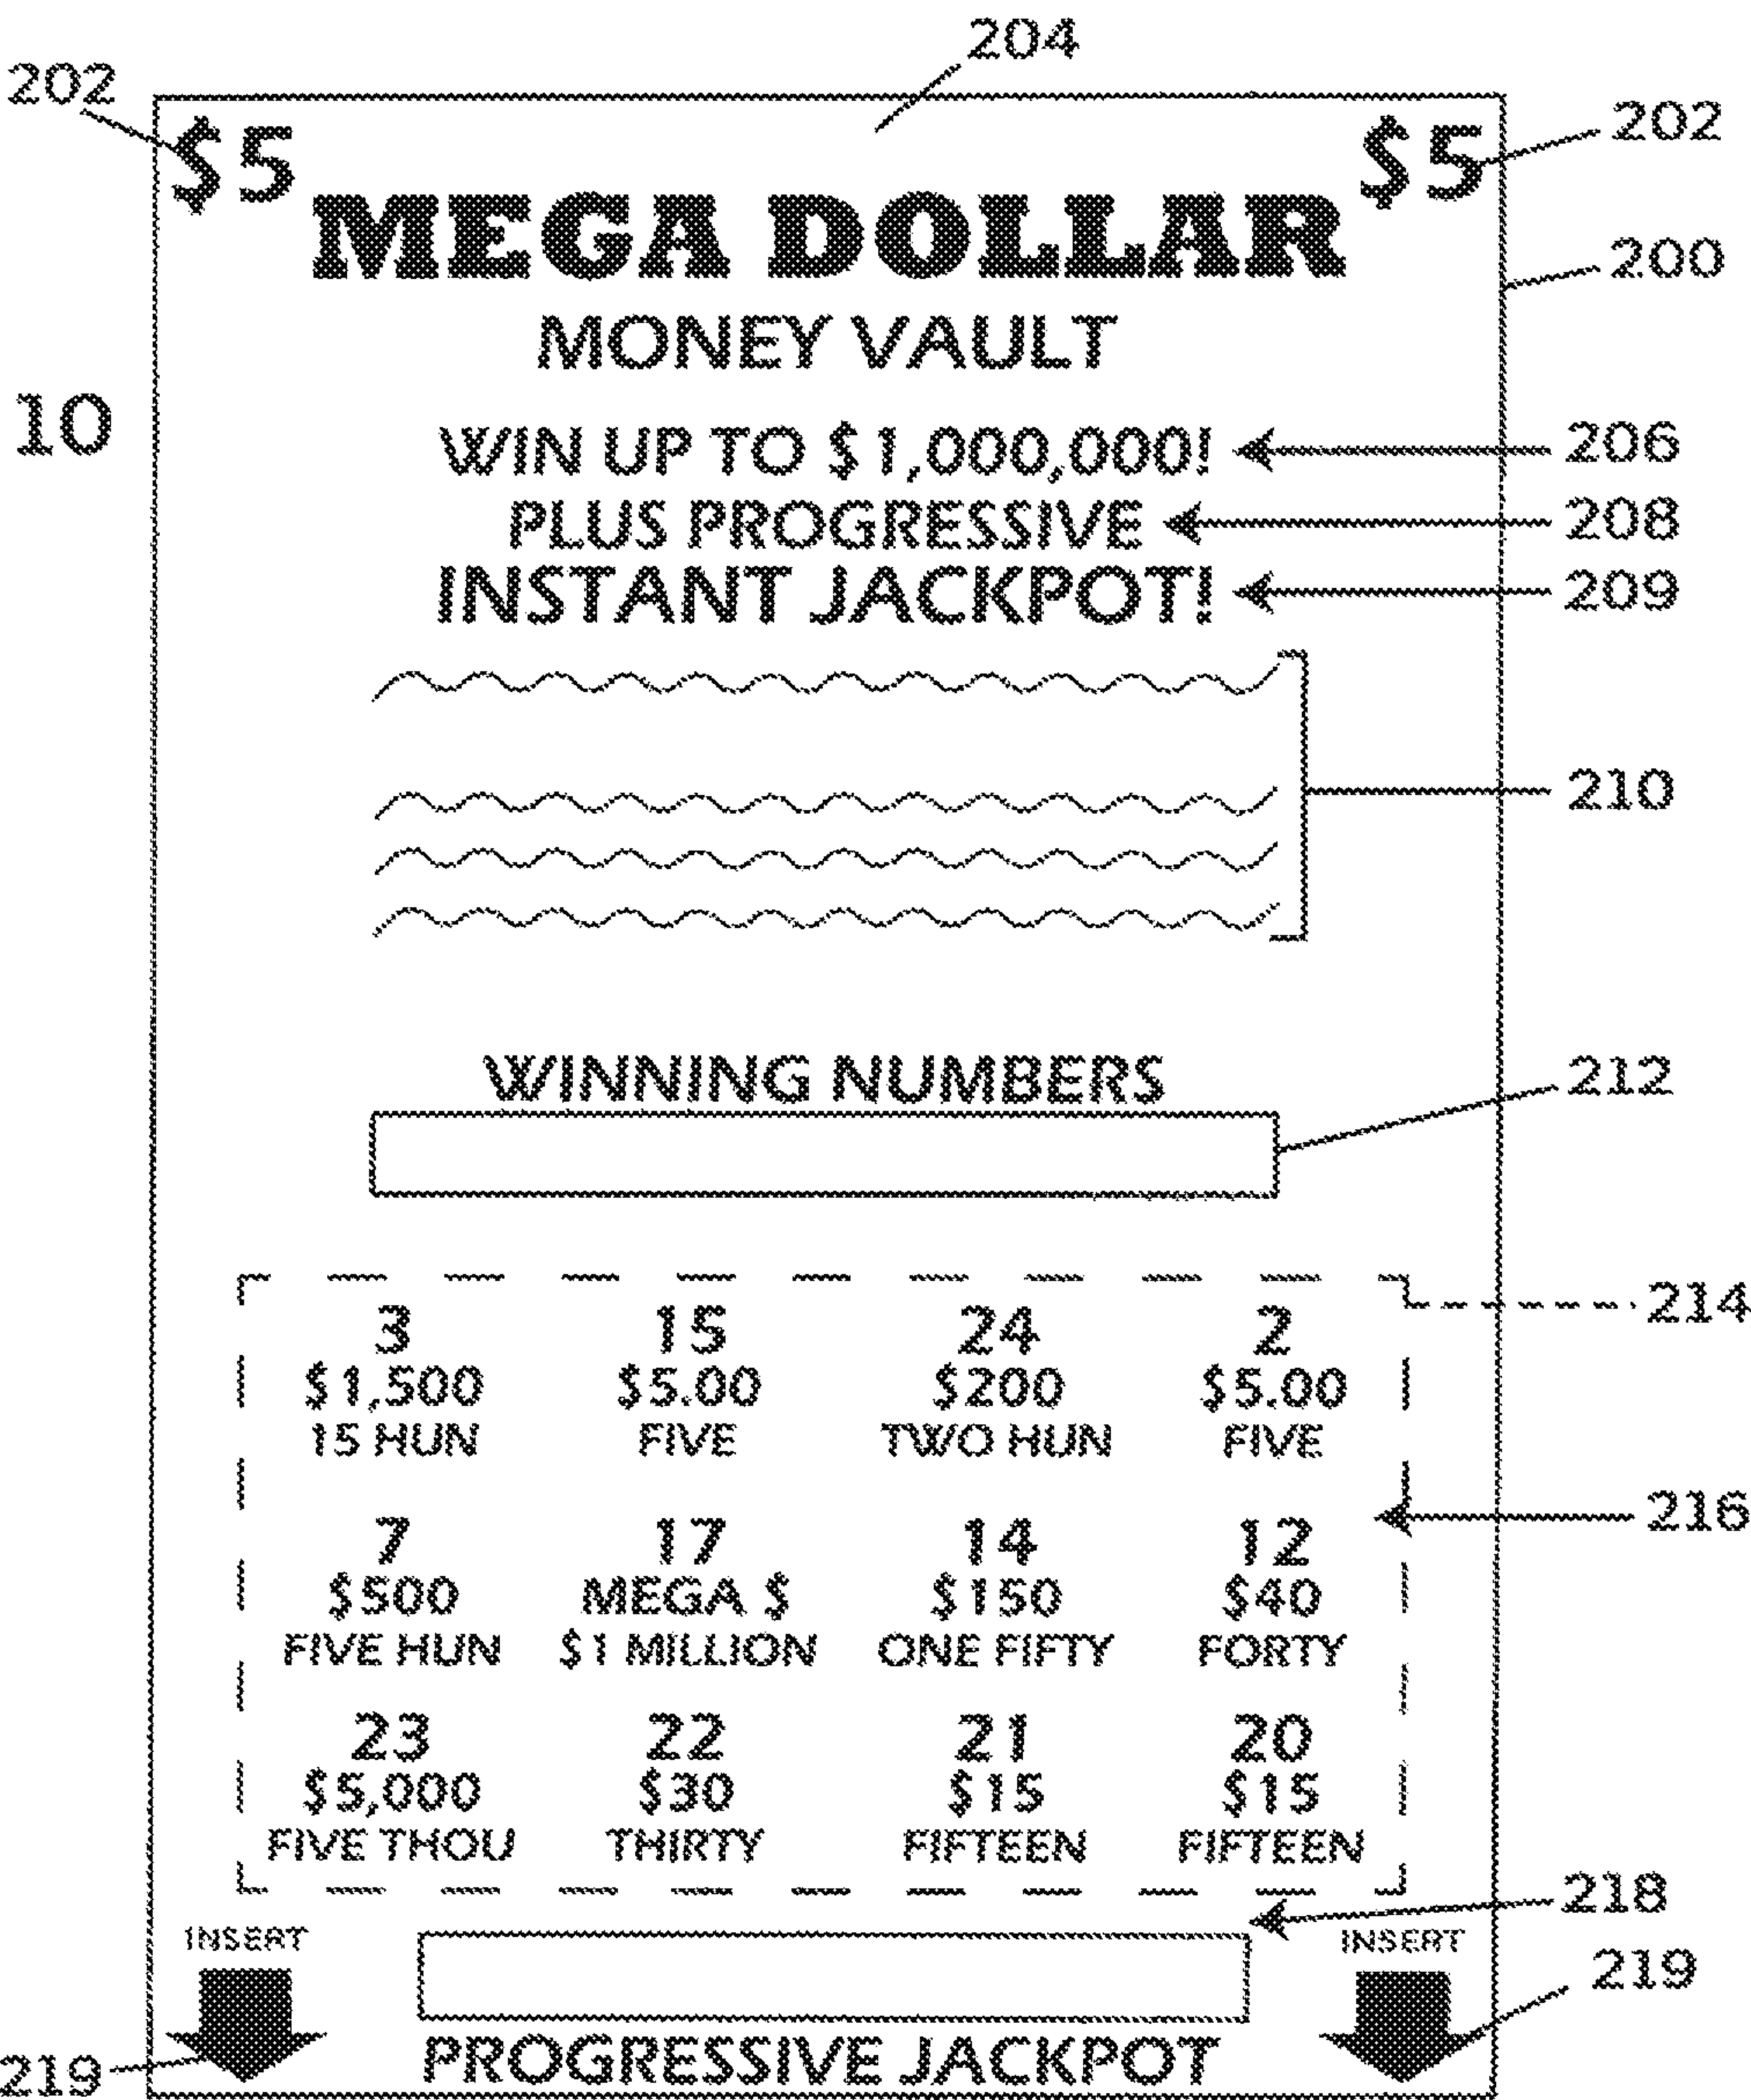 204
202
202
$5
$5
MEGA DOLLAR
200
MONEY VAULT
10
WIN UP TO $1,000,000!
206
PLUS PROGRESSIVE
208
INSTANT JACKPOT!
209
210
WINNING NUMBERS
212
214
3 15 24 2
$1,500 $5.00 $200 $5.00
15 HUN FIVE TWO HUN FIVE
216
7 17 14 12
$500 MEGA $ $150 $40
FIVE HUN $1 MILLION ONE FIFTY FORTY
23 22 21 20
$5,000 $30 $15 $15
FIVE THOU THIRTY FIFTEEN FIFTEEN
218
INSERT
INSERT
219
219
PROGRESSIVE JACKPOT